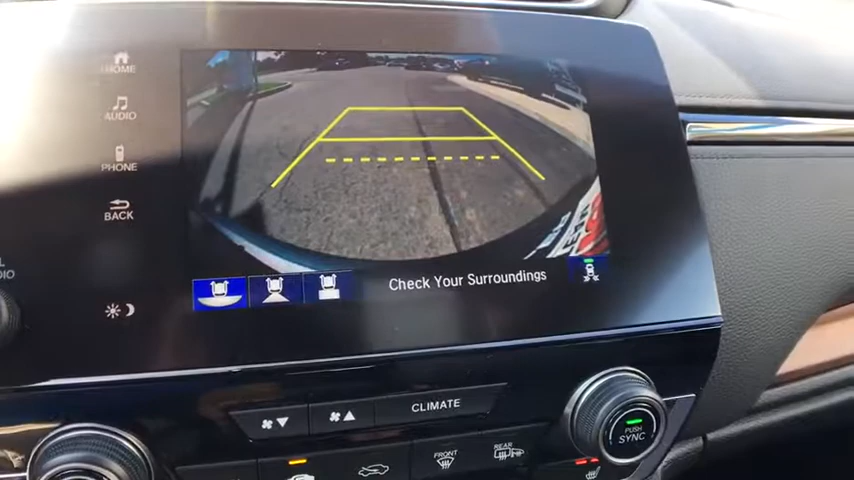 HOME
AUDIO
PHONE
BACK
Check Your Surroundings
CLIMATE
PUSH
SYNC
FRONT
REAR